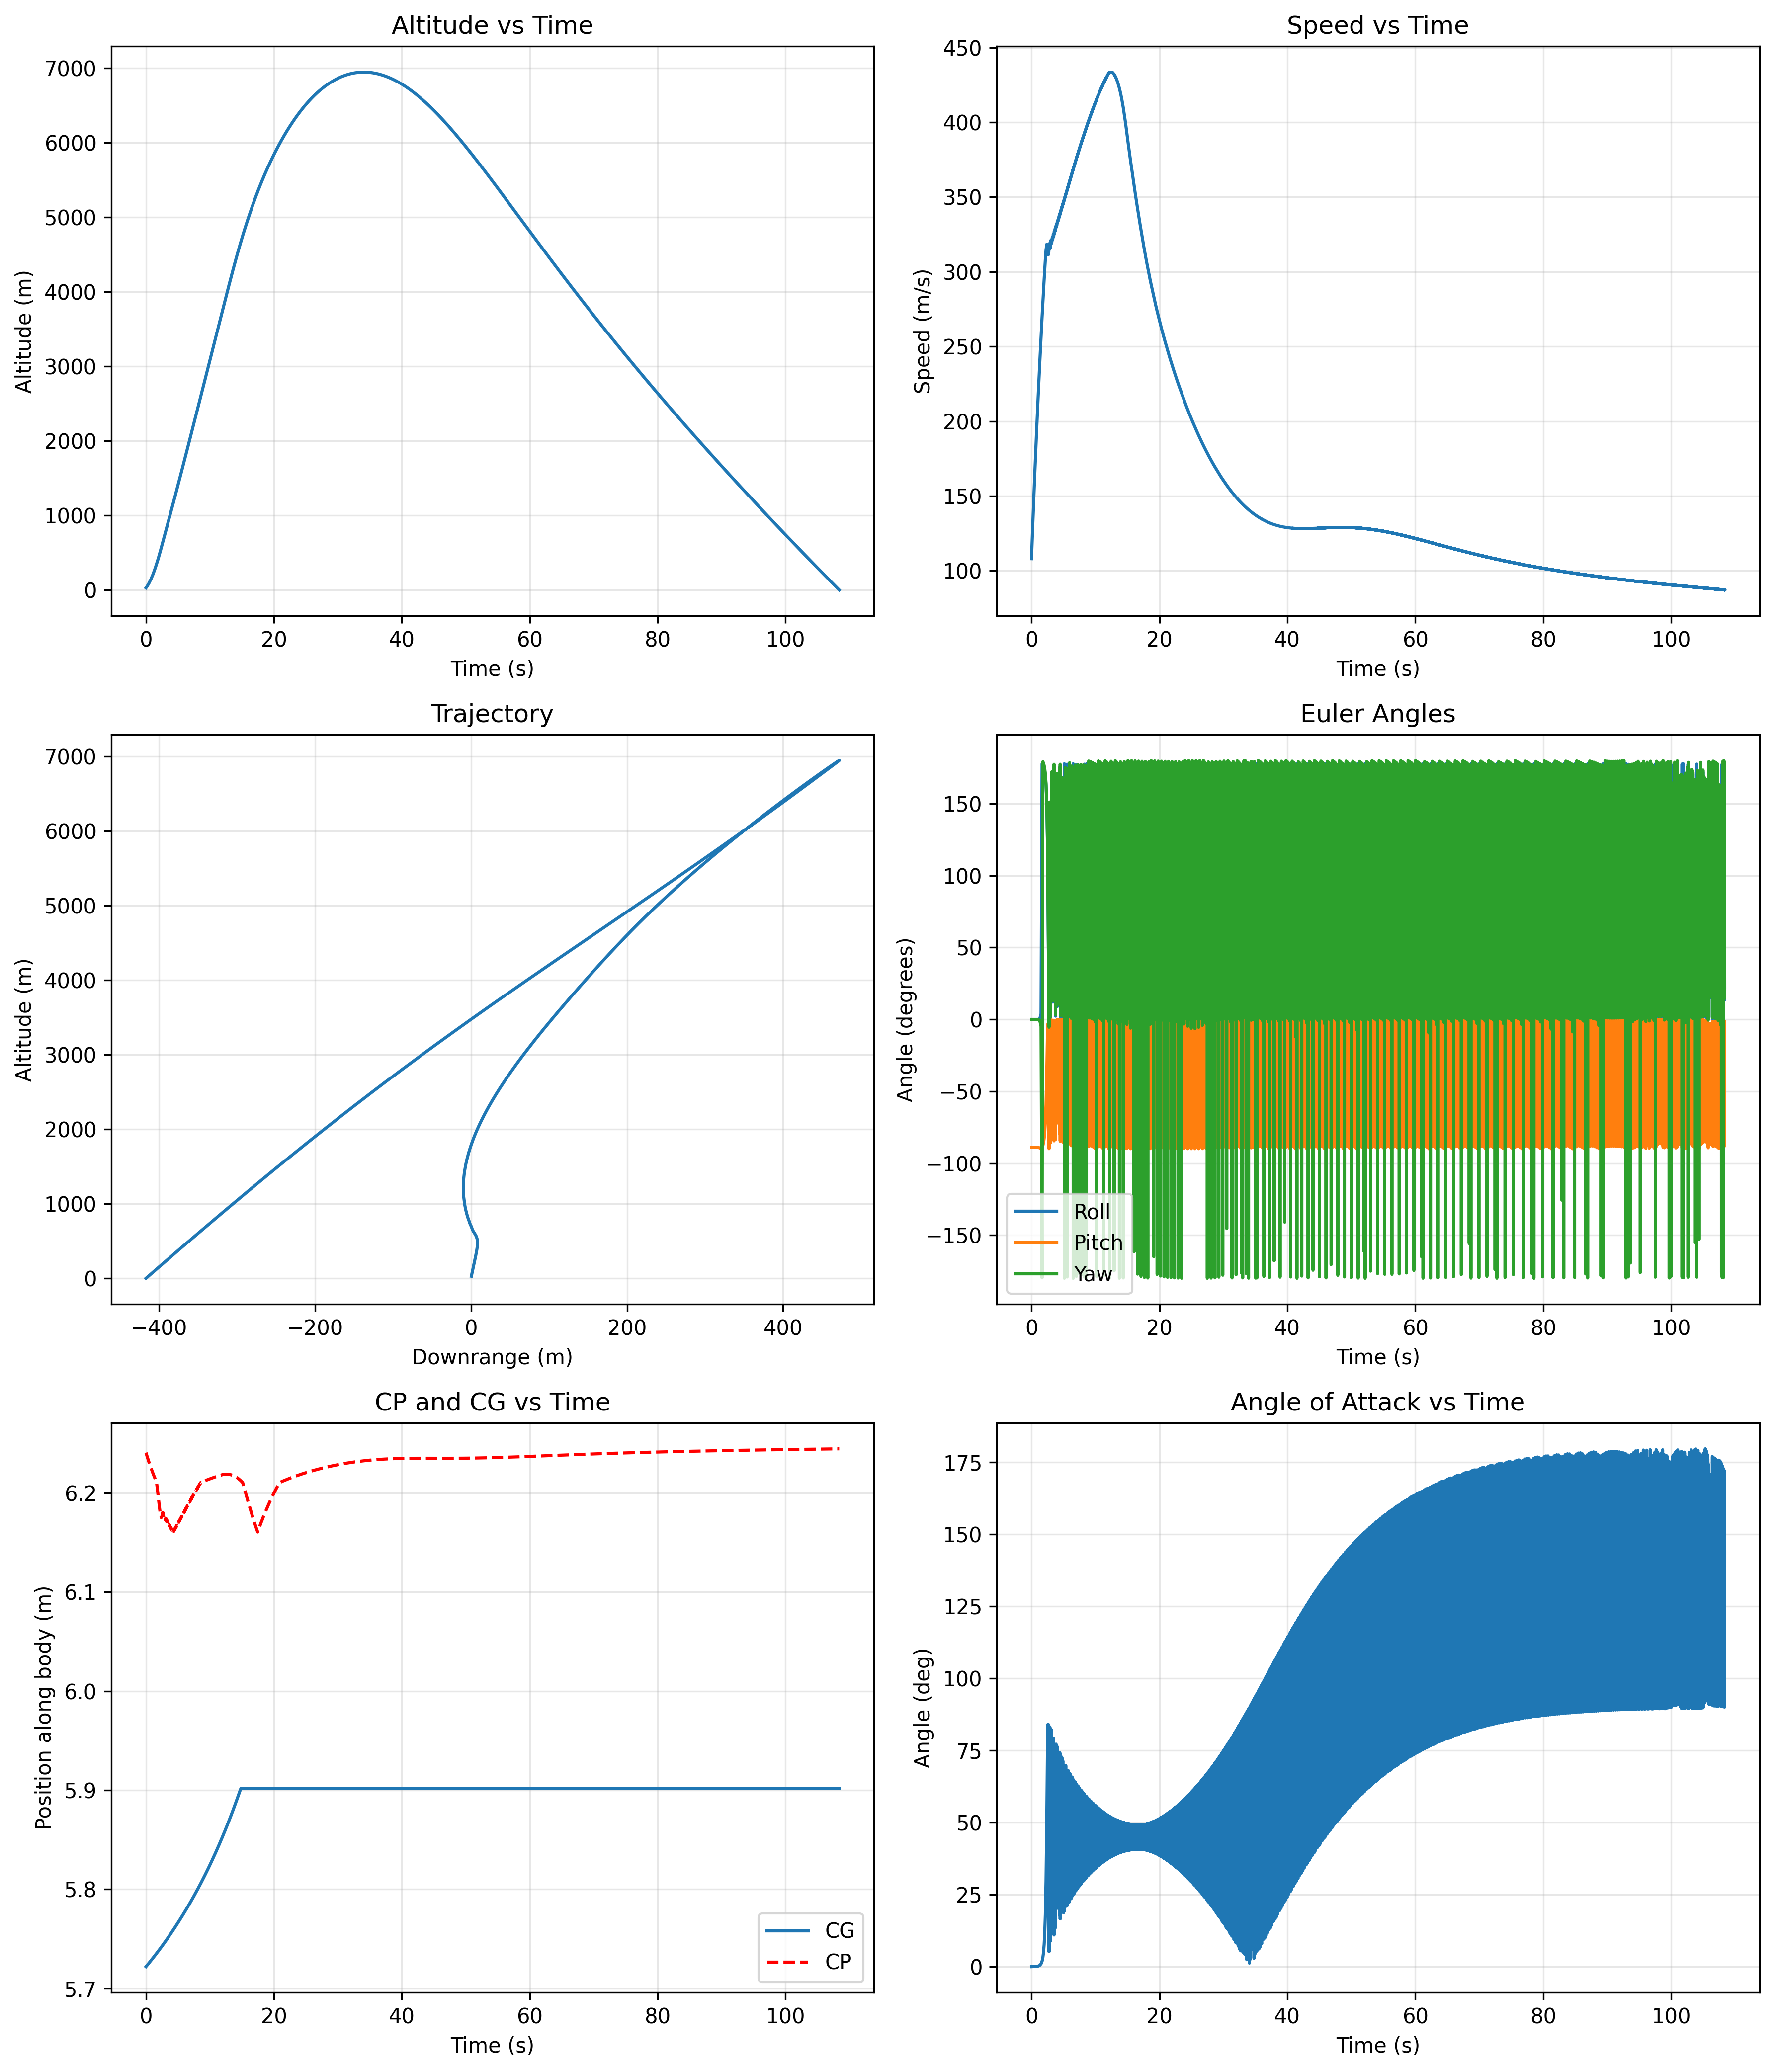 Altitude vs Time
7000
6000
5000
4000
3000
2000
1000
0
Altitude (m)
0 20 40 60 80 100
Time (s)
Speed vs Time
450
400
350
300
250
200
150
100
Speed (m/s)
0 20 40 60 80 100
Time (s)
Trajectory
7000
6000
5000
4000
3000
2000
1000
0
Altitude (m)
−400 −200 0 200 400
Downrange (m)
Euler Angles
150
100
50
0
−50
−100
−150
Angle (degrees)
Roll
Pitch
Yaw
0 20 40 60 80 100
Time (s)
CP and CG vs Time
6.2
6.1
6.0
5.9
5.8
5.7
Position along body (m)
CG
CP
0 20 40 60 80 100
Time (s)
Angle of Attack vs Time
175
150
125
100
75
50
25
0
Angle (deg)
0 20 40 60 80 100
Time (s)